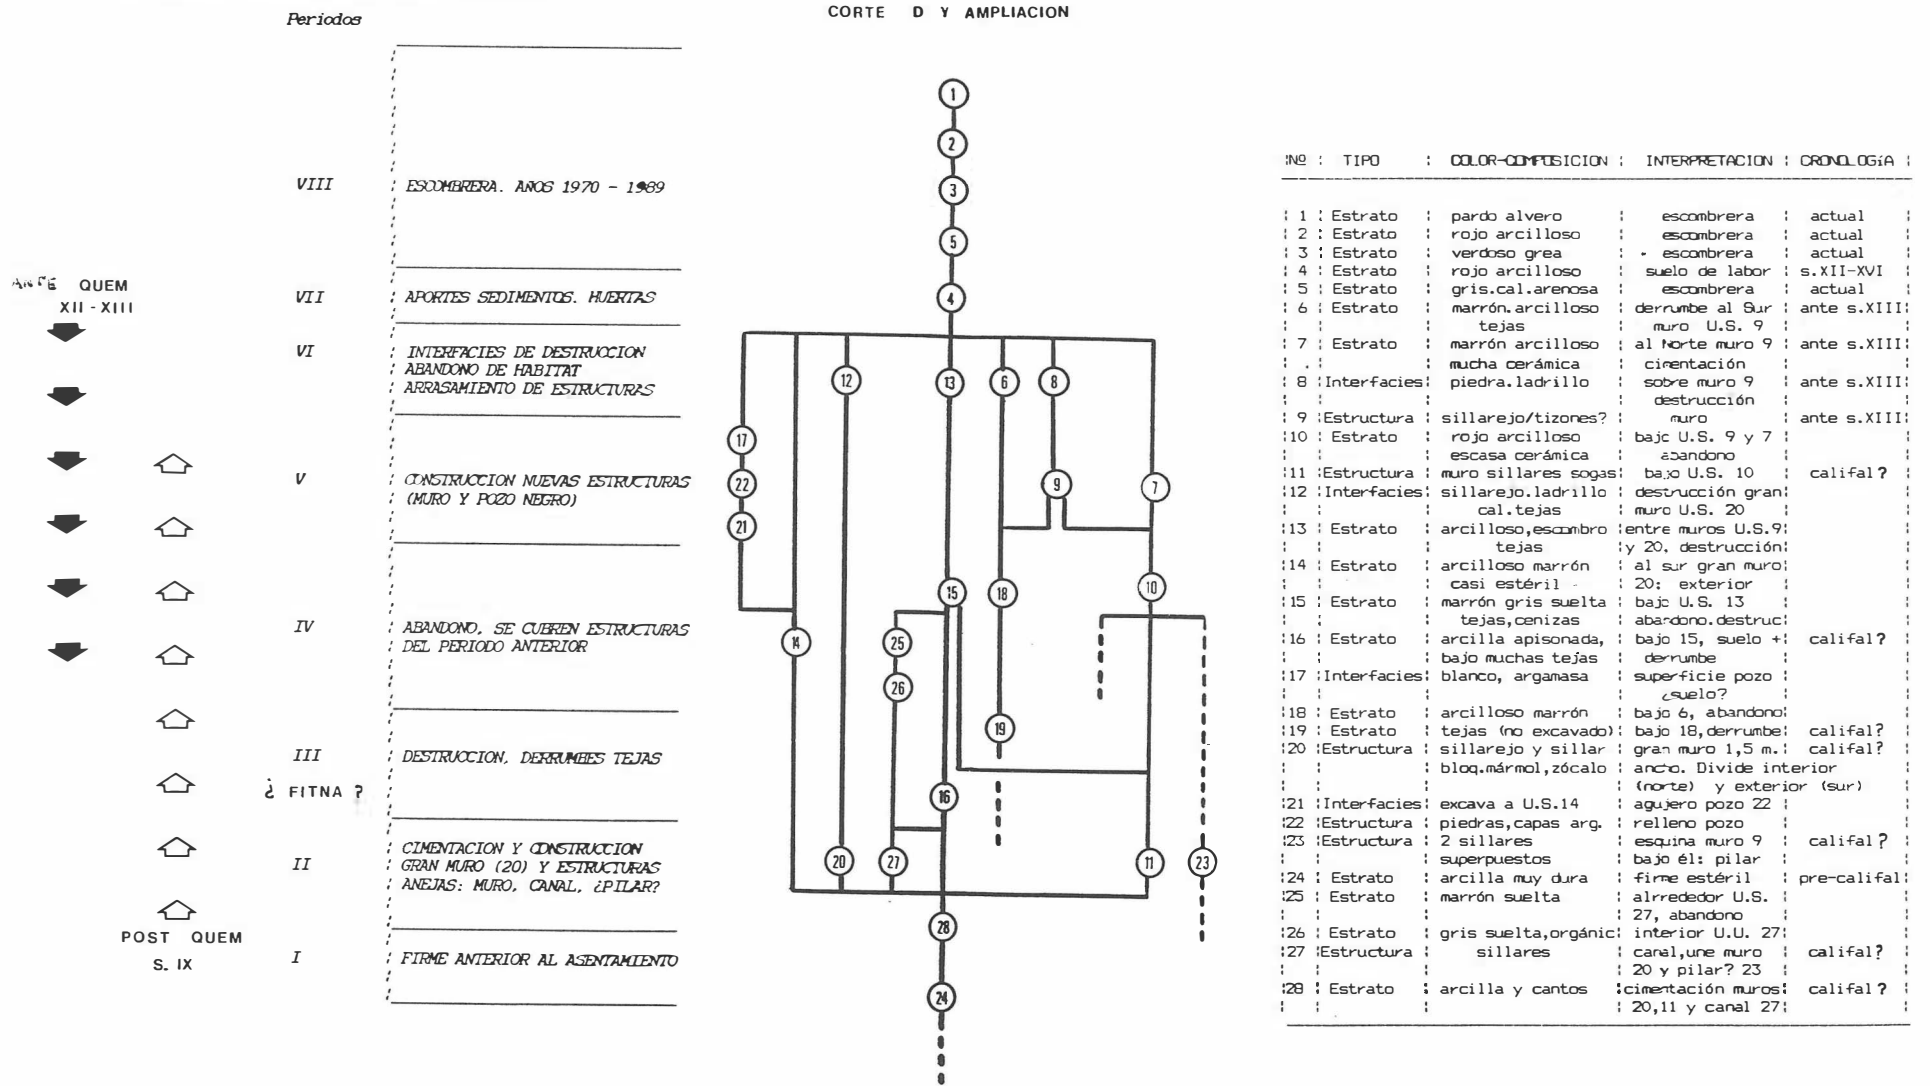 Periodos
CORTE D Y AMPLIACION
VIII
ESCOMBRERA. AÑOS 1970 - 1989
ANTE QUEM
XII - XIII
VII
APORTES SEDIMENTOS. HUERTAS
VI
INTERFACIES DE DESTRUCCION
ABANDONO DE HABITAT
ARRASAMIENTO DE ESTRUCTURAS
V
CONSTRUCCION NUEVAS ESTRUCTURAS
(MURO Y POZO NEGRO)
IV
ABANDONO, SE CUBREN ESTRUCTURAS
DEL PERIODO ANTERIOR
III
DESTRUCCION, DERRUMBES TEJAS
¿ FITNA ?
II
CIMENTACION Y CONSTRUCCION
GRAN MURO (20) Y ESTRUCTURAS
ANEJAS: MURO, CANAL, ¿PILAR?
POST QUEM
S. IX
I
FIRME ANTERIOR AL ASENTAMIENTO
1
2
3
5
4
12
13
6
8
17
22
9
7
21
15
18
10
14
25
26
19
16
20
27
11
23
28
24
Nº TIPO COLOR-COMPOSICION INTERPRETACION CRONOLOGíA
1 Estrato pardo alvero escombrera actual
2 Estrato rojo arcilloso escombrera actual
3 Estrato verdoso grea escombrera actual
4 Estrato rojo arcilloso suelo de labor s.XII-XVI
5 Estrato gris.cal.arenosa escombrera actual
6 Estrato marrón.arcilloso derrumbe al Sur ante s.XIII
tejas muro U.S. 9
7 Estrato marrón arcilloso al Norte muro 9 ante s.XIII
mucha cerámica cimentación
8 Interfacies piedra.ladrillo sobre muro 9 ante s.XIII
destrucción
9 Estructura sillarejo/tizones? muro ante s.XIII
10 Estrato rojo arcilloso bajo U.S. 9 y 7
escasa cerámica abandono
11 Estructura muro sillares sogas bajo U.S. 10 califal?
12 Interfacies sillarejo.ladrillo destrucción gran
cal.tejas muro U.S. 20
13 Estrato arcilloso,escombro entre muros U.S.9
tejas y 20, destrucción
14 Estrato arcilloso marrón al sur gran muro
casi estéril - 20: exterior
15 Estrato marrón gris suelta bajo U.S. 13
tejas,cenizas abandono.destruc
16 Estrato arcilla apisonada, bajo 15, suelo + califal?
bajo muchas tejas derrumbe
17 Interfacies blanco, argamasa superficie pozo
¿suelo?
18 Estrato arcilloso marrón bajo 6, abandono
19 Estrato tejas (no excavado) bajo 18,derrumbe califal?
20 Estructura sillarejo y sillar gran muro 1,5 m. califal?
bloq.mármol,zócalo ancho. Divide interior
(norte) y exterior (sur)
21 Interfacies excava a U.S.14 agujero pozo 22
22 Estructura piedras,capas arg. relleno pozo
23 Estructura 2 sillares esquina muro 9 califal?
superpuestos bajo él: pilar
24 Estrato arcilla muy dura firme estéril pre-califal
25 Estrato marrón suelta alrrededor U.S.
27, abandono
26 Estrato gris suelta,orgánic interior U.U. 27
27 Estructura sillares canal,une muro califal?
20 y pilar? 23
28 Estrato arcilla y cantos cimentación muros califal?
20,11 y canal 27